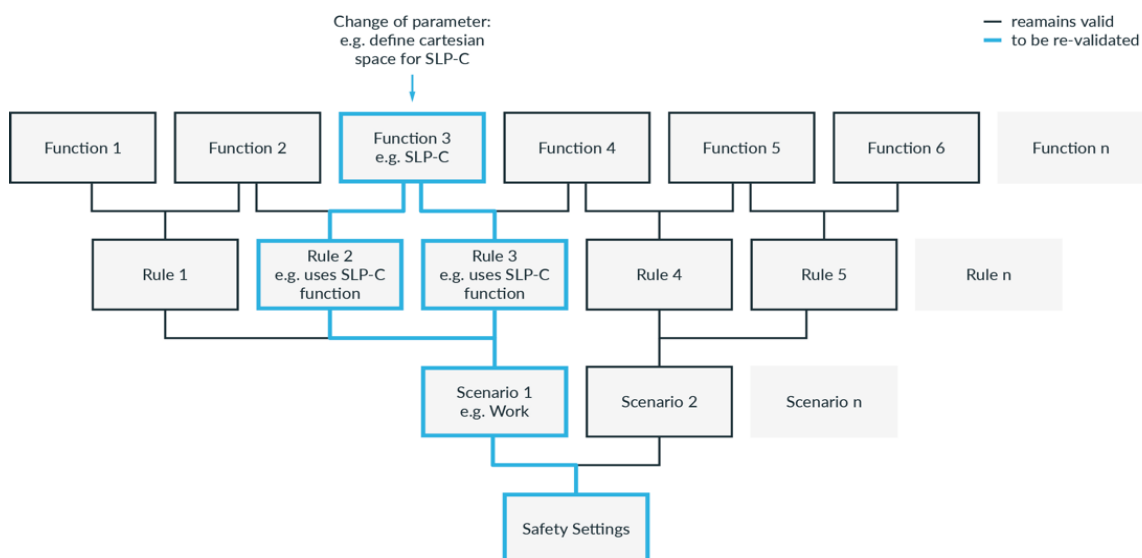 Change of parameter:
e.g. define cartesian
space for SLP-C
reamains valid
to be re-validated
Function 1
Function 2
Function 3
e.g. SLP-C
Function 4
Function 5
Function 6
Function n
Rule 1
Rule 2
e.g. uses SLP-C
function
Rule 3
e.g. uses SLP-C
function
Rule 4
Rule 5
Rule n
Scenario 1
e.g. Work
Scenario 2
Scenario n
Safety Settings